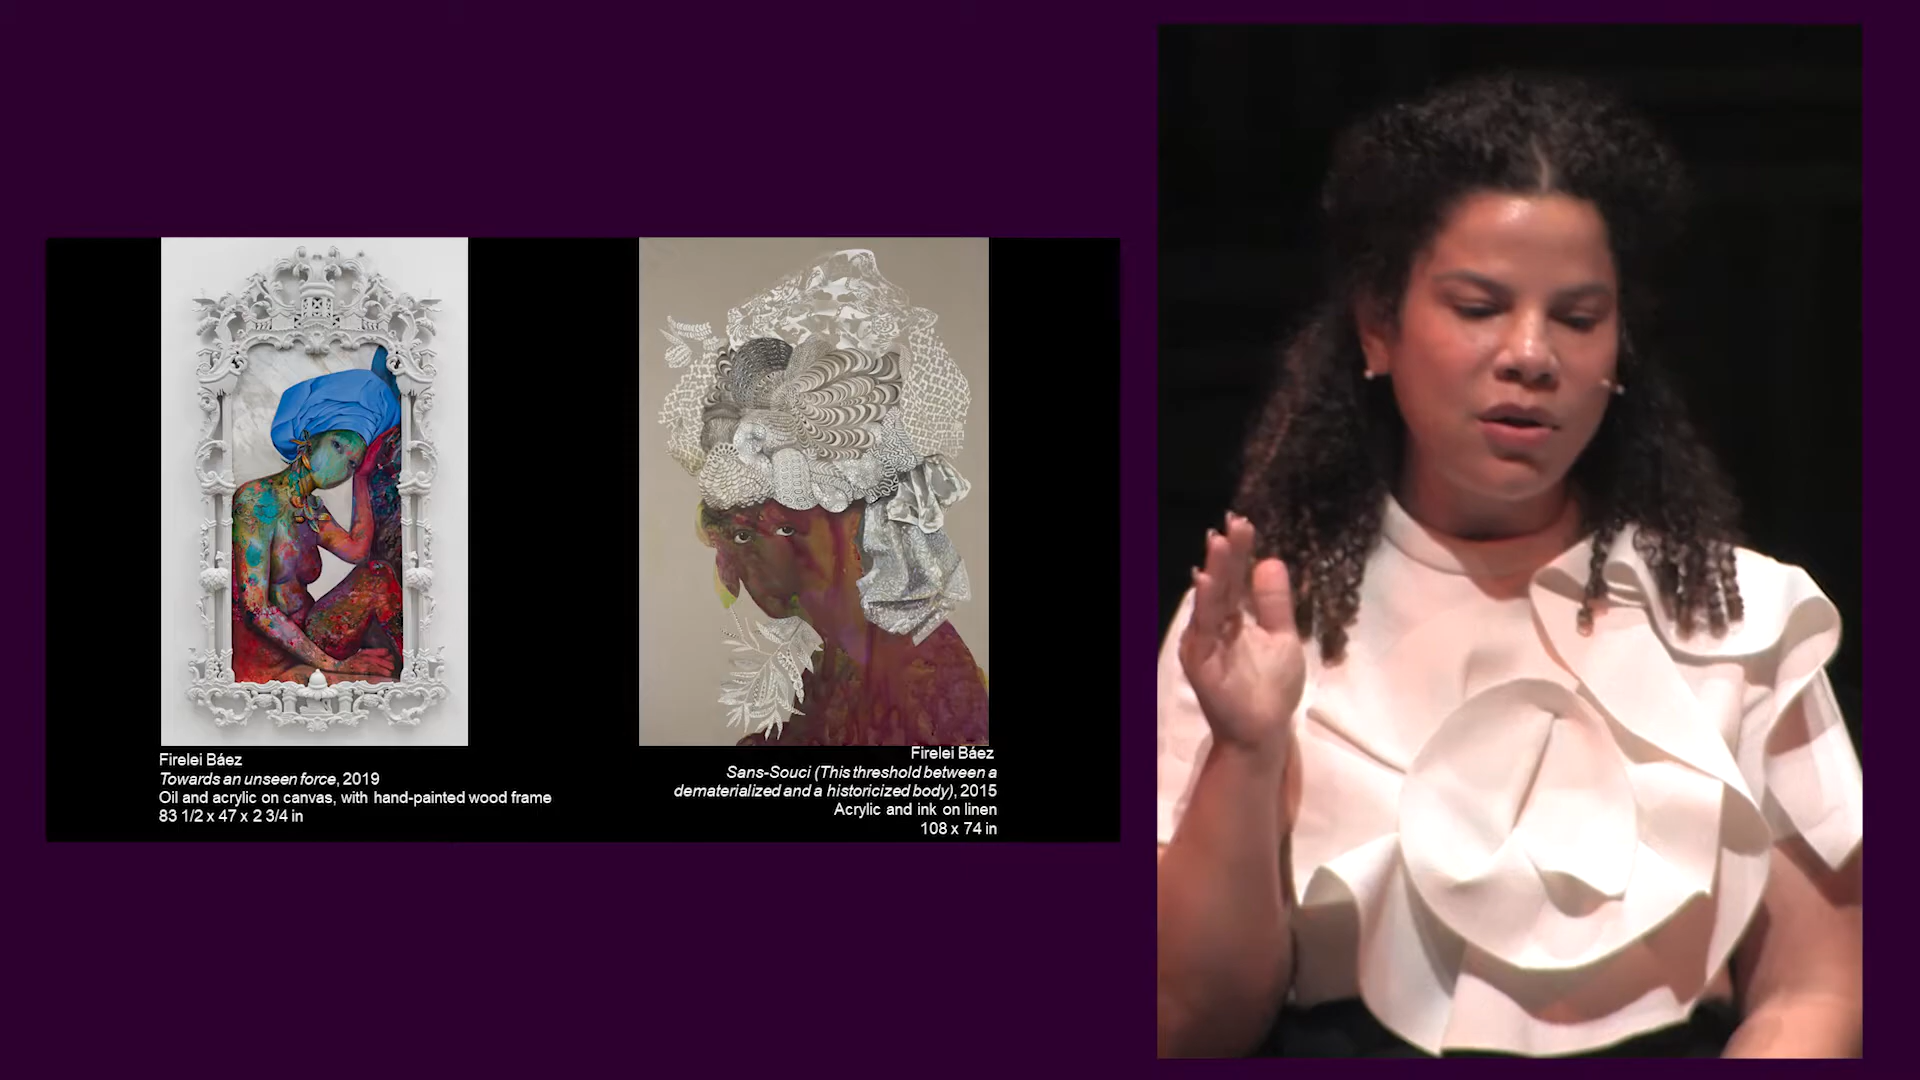 Firelei Báez
Towards an unseen force, 2019
Oil and acrylic on canvas, with hand-painted wood frame
83 1/2 x 47 x 2 3/4 in
Firelei Báez
Sans-Souci (This threshold between a
dematerialized and a historicized body), 2015
Acrylic and ink on linen
108 x 74 in